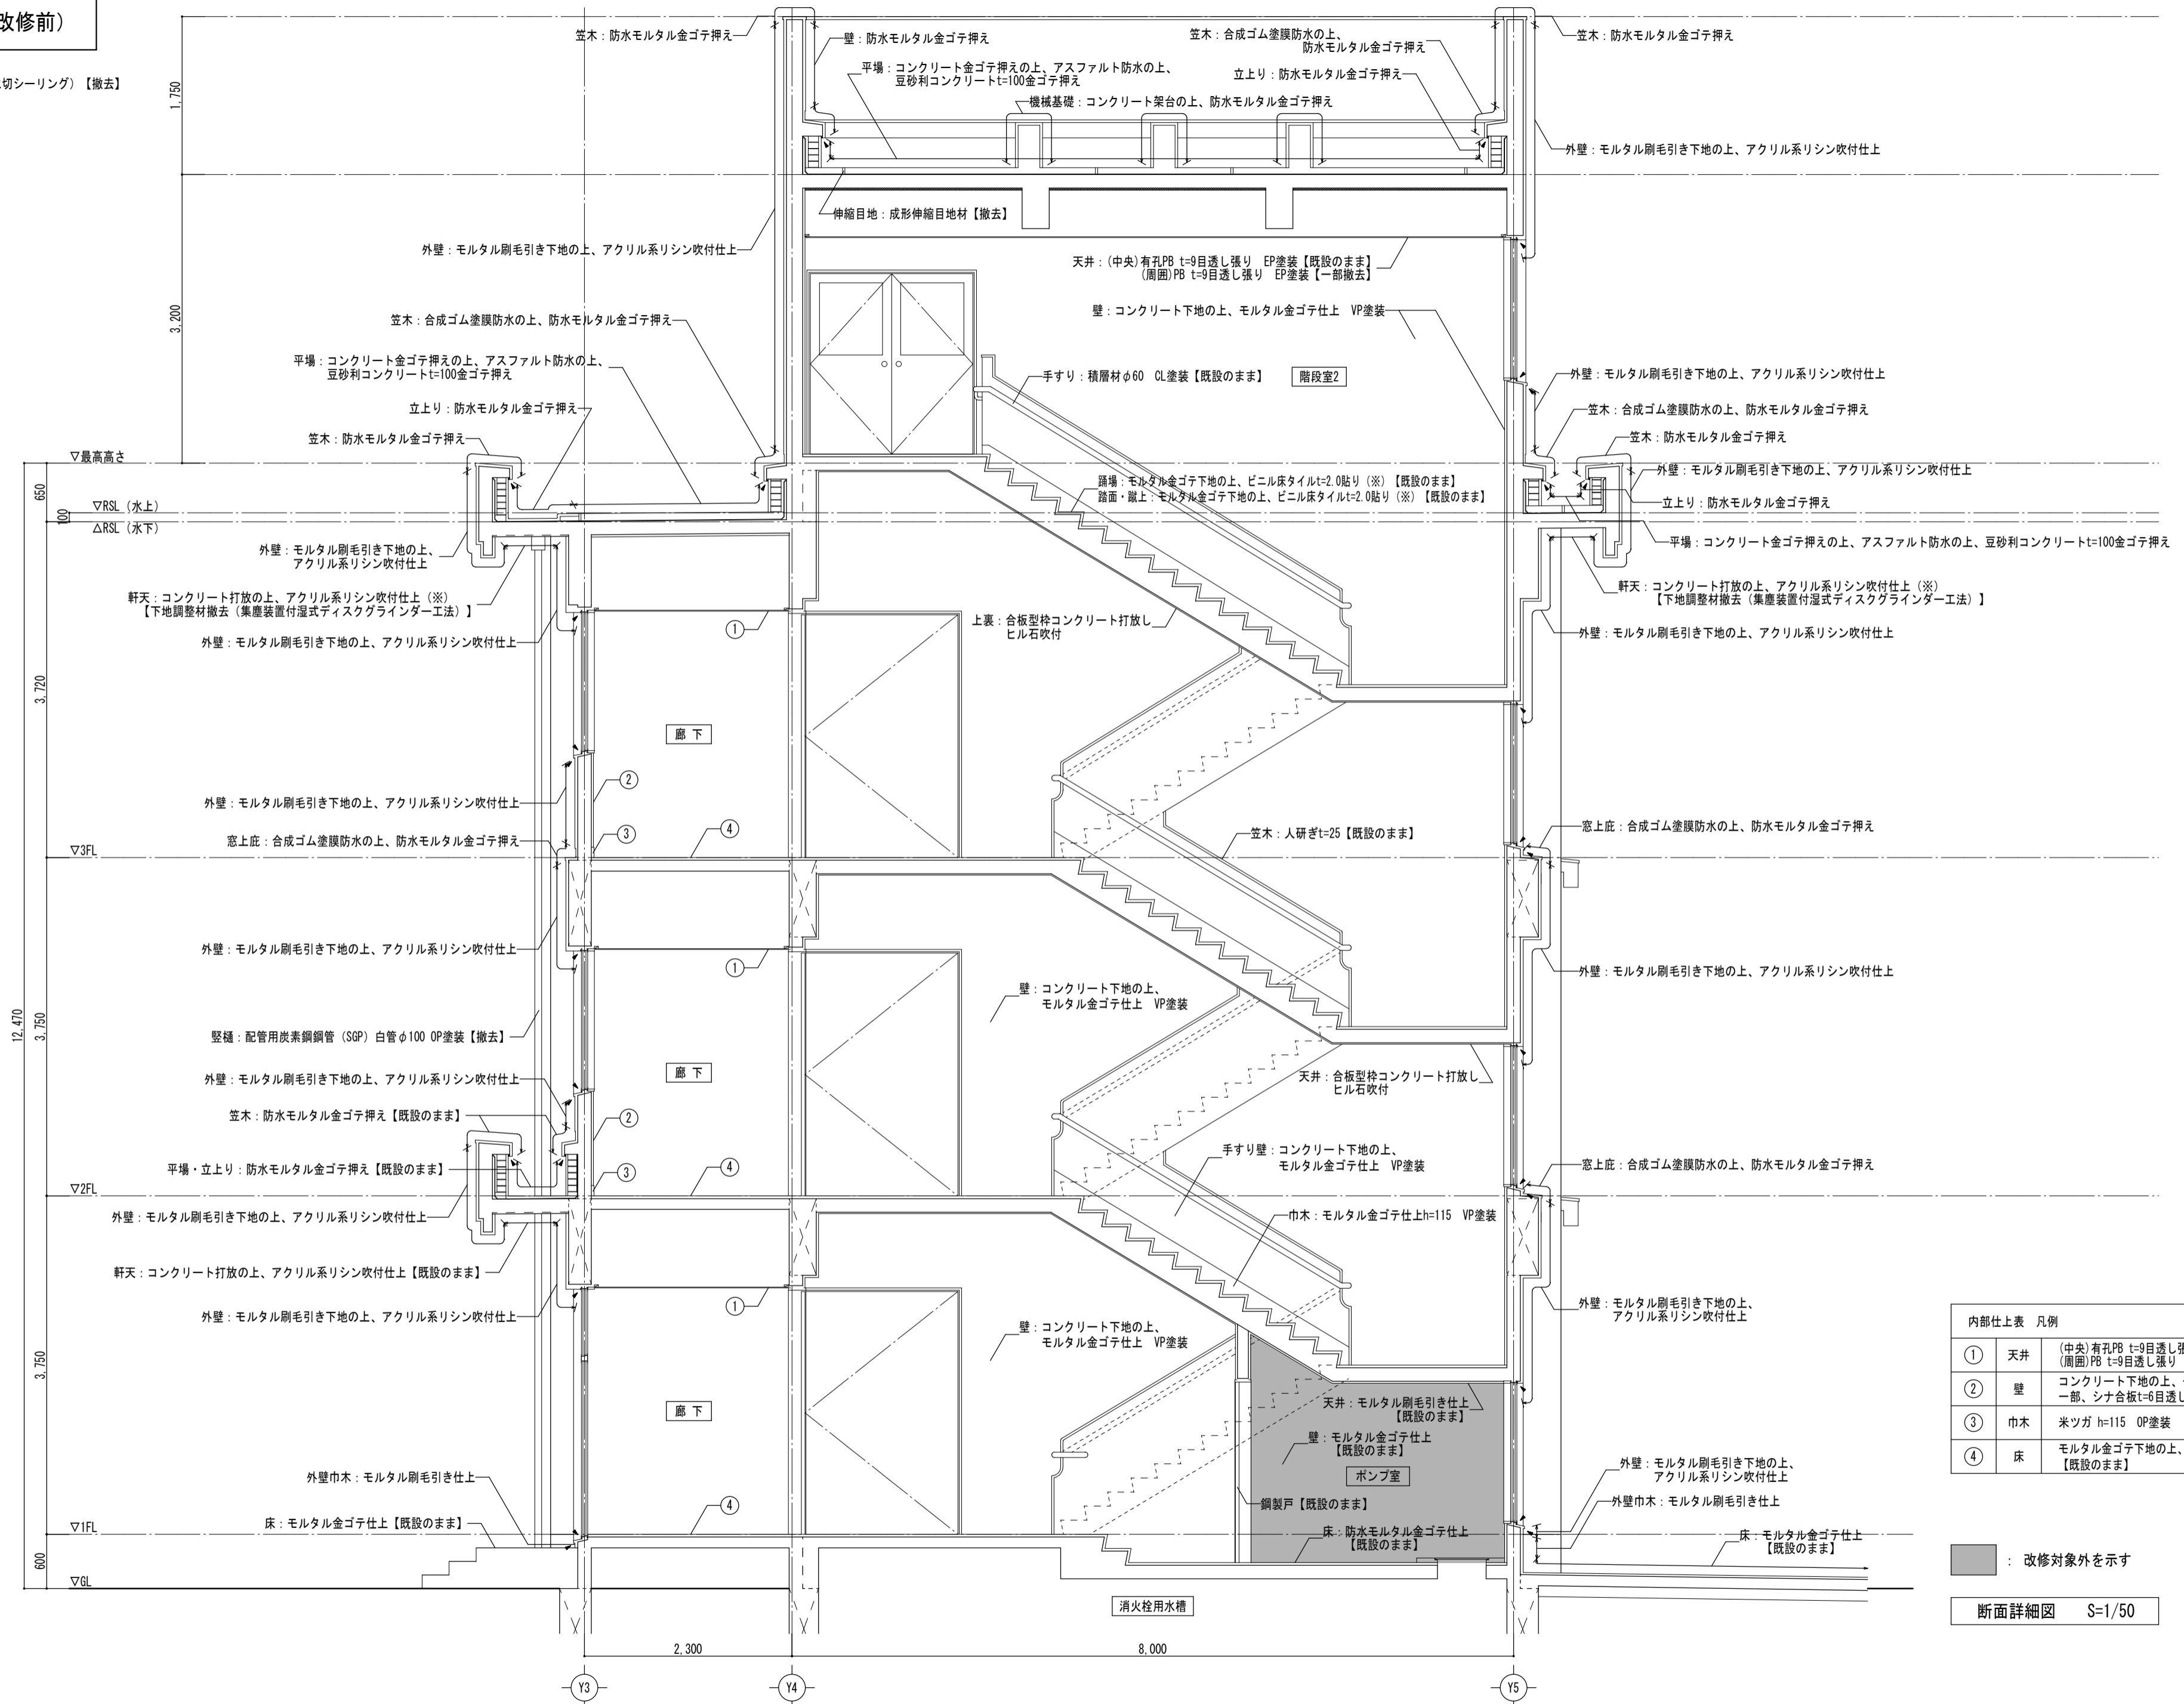 改修前）
切シーリング）【撤去】
笠木：防水モルタル金ゴテ押え
壁：防水モルタル金ゴテ押え
平場：コンクリート金ゴテ押えの上、アスファルト防水の上、
豆砂利コンクリートt=100金ゴテ押え
笠木：合成ゴム塗膜防水の上、
防水モルタル金ゴテ押え
立上り：防水モルタル金ゴテ押え
機械基礎：コンクリート架台の上、防水モルタル金ゴテ押え
笠木：防水モルタル金ゴテ押え
外壁：モルタル刷毛引き下地の上、アクリル系リシン吹付仕上
1,750
伸縮目地：成形伸縮目地材【撤去】
外壁：モルタル刷毛引き下地の上、アクリル系リシン吹付仕上
天井：(中央)有孔PB t=9目透し張り　EP塗装【既設のまま】
(周囲)PB t=9目透し張り　EP塗装【一部撤去】
3,200
壁：コンクリート下地の上、モルタル金ゴテ仕上　VP塗装
笠木：合成ゴム塗膜防水の上、防水モルタル金ゴテ押え
平場：コンクリート金ゴテ押えの上、アスファルト防水の上、
豆砂利コンクリートt=100金ゴテ押え
手すり：積層材φ60　CL塗装【既設のまま】
階段室2
外壁：モルタル刷毛引き下地の上、アクリル系リシン吹付仕上
立上り：防水モルタル金ゴテ押え
笠木：合成ゴム塗膜防水の上、防水モルタル金ゴテ押え
笠木：防水モルタル金ゴテ押え
笠木：防水モルタル金ゴテ押え
▽最高高さ
外壁：モルタル刷毛引き下地の上、アクリル系リシン吹付仕上
踊場：モルタル金ゴテ下地の上、ビニル床タイルt=2.0貼り（※）【既設のまま】
踏面・蹴上：モルタル金ゴテ下地の上、ビニル床タイルt=2.0貼り（※）【既設のまま】
650
立上り：防水モルタル金ゴテ押え
▽RSL（水上）
100
△RSL（水下）
平場：コンクリート金ゴテ押えの上、アスファルト防水の上、豆砂利コンクリートt=100金ゴテ押え
外壁：モルタル刷毛引き下地の上、
アクリル系リシン吹付仕上
軒天：コンクリート打放の上、アクリル系リシン吹付仕上（※）
【下地調整材撤去（集塵装置付湿式ディスクグラインダー工法）】
軒天：コンクリート打放の上、アクリル系リシン吹付仕上（※）
【下地調整材撤去（集塵装置付湿式ディスクグラインダー工法）】
外壁：モルタル刷毛引き下地の上、アクリル系リシン吹付仕上
1
上裏：合板型枠コンクリート打放し
ヒル石吹付
外壁：モルタル刷毛引き下地の上、アクリル系リシン吹付仕上
3,720
廊 下
2
外壁：モルタル刷毛引き下地の上、アクリル系リシン吹付仕上
窓上庇：合成ゴム塗膜防水の上、防水モルタル金ゴテ押え
3
4
笠木：人研ぎt=25【既設のまま】
窓上庇：合成ゴム塗膜防水の上、防水モルタル金ゴテ押え
▽3FL
外壁：モルタル刷毛引き下地の上、アクリル系リシン吹付仕上
1
外壁：モルタル刷毛引き下地の上、アクリル系リシン吹付仕上
壁：コンクリート下地の上、
モルタル金ゴテ仕上　VP塗装
12,470
3,750
竪樋：配管用炭素鋼鋼管（SGP）白管φ100 OP塗装【撤去】
廊 下
天井：合板型枠コンクリート打放し
ヒル石吹付
外壁：モルタル刷毛引き下地の上、アクリル系リシン吹付仕上
笠木：防水モルタル金ゴテ押え【既設のまま】
2
平場・立上り：防水モルタル金ゴテ押え【既設のまま】
3
4
手すり壁：コンクリート下地の上、
モルタル金ゴテ仕上　VP塗装
窓上庇：合成ゴム塗膜防水の上、防水モルタル金ゴテ押え
▽2FL
外壁：モルタル刷毛引き下地の上、アクリル系リシン吹付仕上
巾木：モルタル金ゴテ仕上h=115　VP塗装
軒天：コンクリート打放の上、アクリル系リシン吹付仕上【既設のまま】
外壁：モルタル刷毛引き下地の上、アクリル系リシン吹付仕上
1
外壁：モルタル刷毛引き下地の上、
アクリル系リシン吹付仕上
壁：コンクリート下地の上、
モルタル金ゴテ仕上　VP塗装
3,750
廊 下
天井：モルタル刷毛引き仕上
【既設のまま】
壁：モルタル金ゴテ仕上
【既設のまま】
ポンプ室
外壁巾木：モルタル刷毛引き仕上
4
鋼製戸【既設のまま】
床：モルタル金ゴテ仕上【既設のまま】
床：防水モルタル金ゴテ仕上
【既設のまま】
外壁：モルタル刷毛引き下地の上、
アクリル系リシン吹付仕上
外壁巾木：モルタル刷毛引き仕上
床：モルタル金ゴテ仕上
【既設のまま】
▽1FL
600
▽GL
消火栓用水槽
2,300
8,000
Y3
Y4
Y5
内部仕上表　凡例
1 天井 (中央)有孔PB t=9目透し張
(周囲)PB t=9目透し張り
2 壁 コンクリート下地の上、
一部、シナ合板t=6目透し
3 巾木 米ツガ h=115　OP塗装
4 床 モルタル金ゴテ下地の上、
【既設のまま】
： 改修対象外を示す
断面詳細図　S=1/50